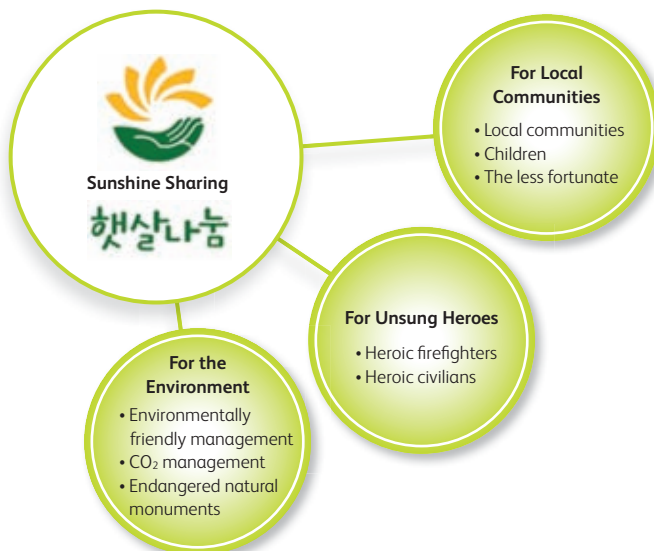 Sunshine Sharing
햇살나눔
For Local
Communities
• Local communities
• Children
• The less fortunate
For Unsung Heroes
• Heroic firefighters
• Heroic civilians
For the
Environment
• Environmentally
friendly management
• CO₂ management
• Endangered natural
monuments